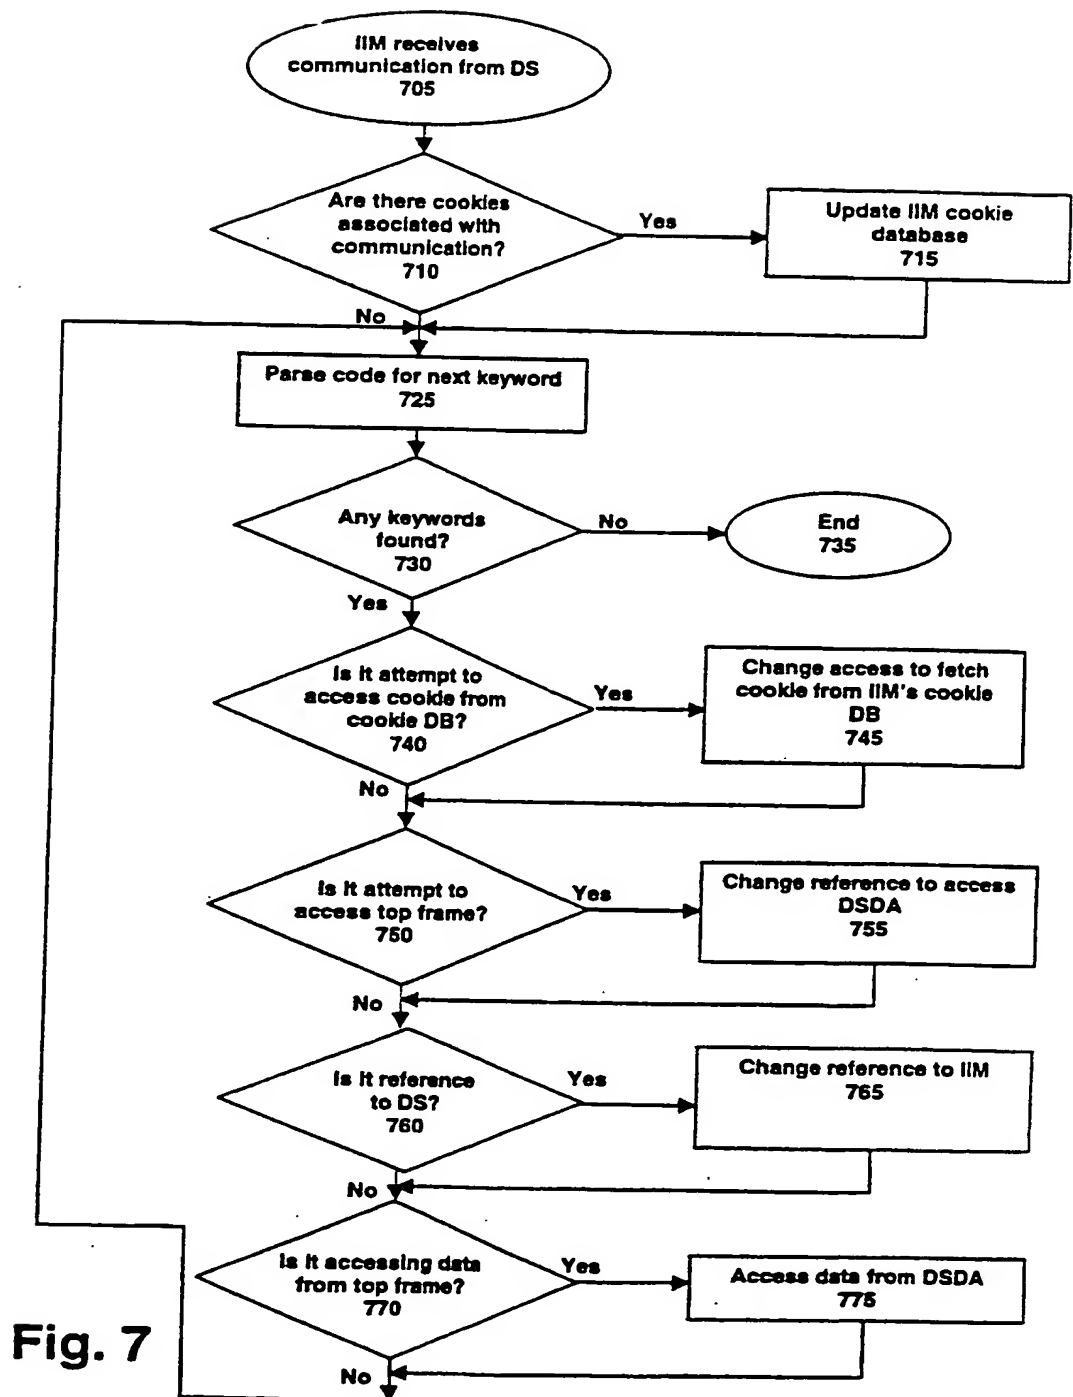 IIM receives
communication from DS
705
Are there cookies
associated with
communication?
710
Yes
Update IIM cookie
database
715
No
Parse code for next keyword
725
Any keywords
found?
730
No
End
735
Yes
Is it attempt to
access cookie from
cookie DB?
740
Yes
Change access to fetch
cookie from IIM's cookie
DB
745
No
Is it attempt to
access top frame?
750
Yes
Change reference to access
DSDA
755
No
Is it reference
to DS?
760
Yes
Change reference to IIM
765
No
Is it accessing data
from top frame?
770
Yes
Access data from DSDA
775
No
Fig. 7